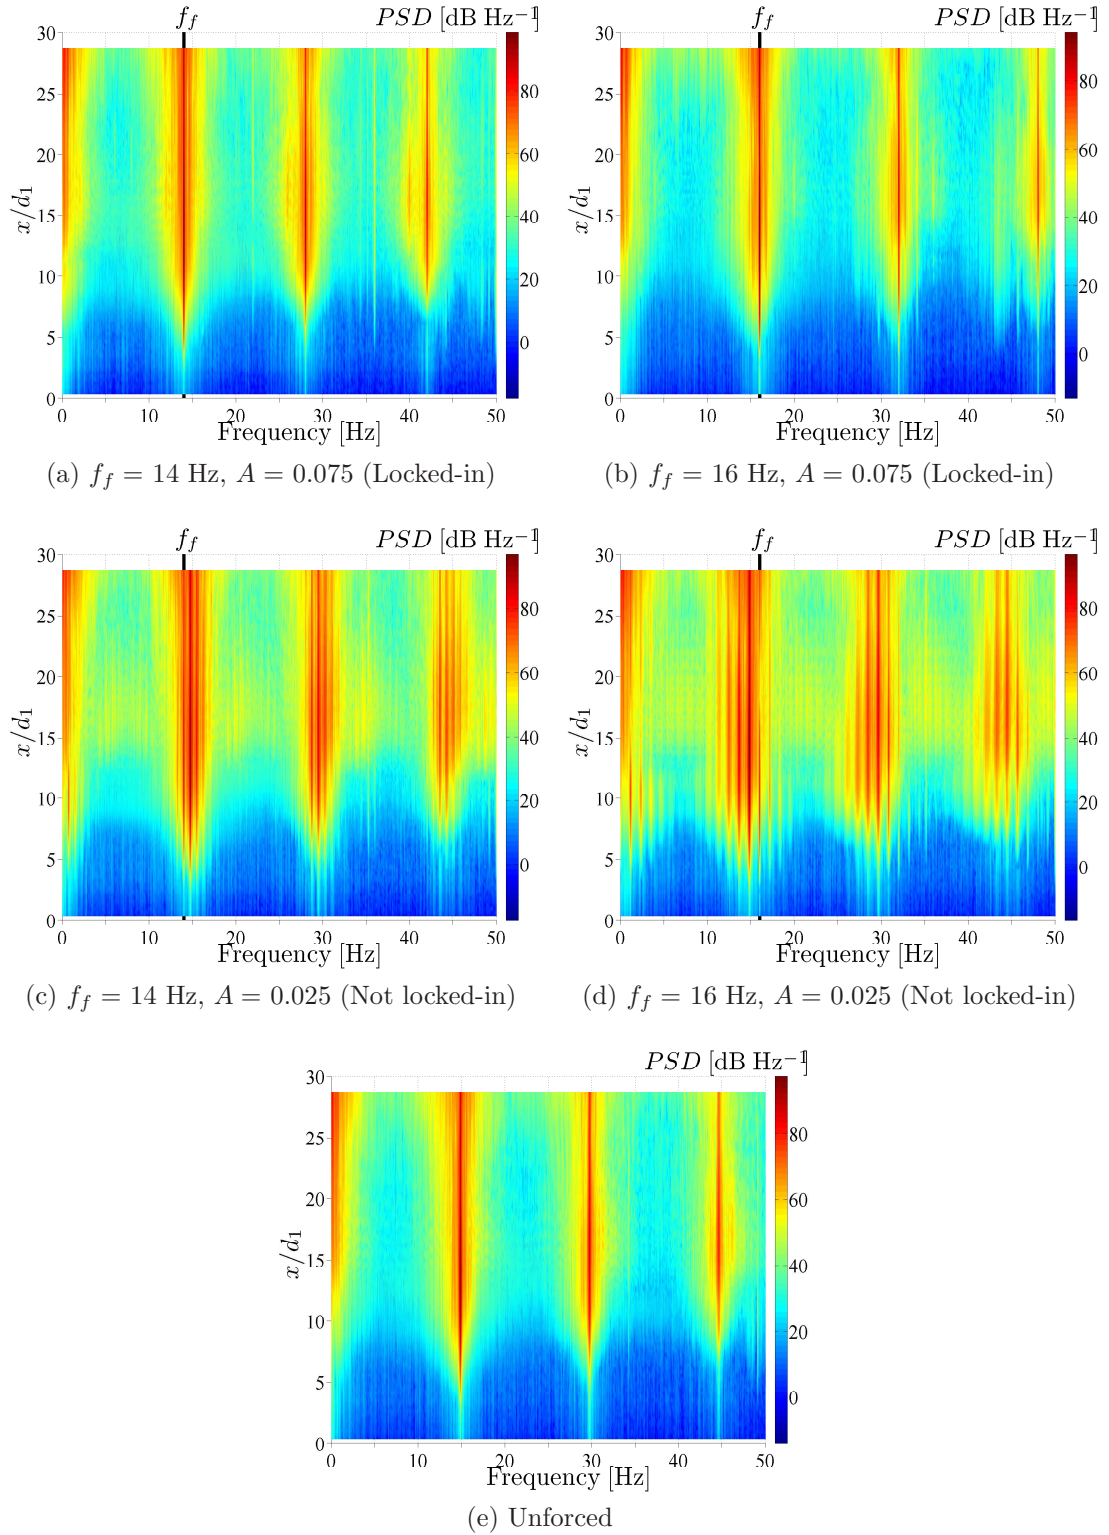 f_f PSD [dB Hz⁻¹] f_f PSD [dB Hz⁻¹]
30 30
25 80 25 80
20 60 20 60
x/d₁ x/d₁
15 40 15 40
10 20 10 20
5 0 5 0
0 0
0 10 20 30 40 50 0 10 20 30 40 50
Frequency [Hz] Frequency [Hz]
(a) f_f = 14 Hz, A = 0.075 (Locked-in) (b) f_f = 16 Hz, A = 0.075 (Locked-in)
f_f PSD [dB Hz⁻¹] f_f PSD [dB Hz⁻¹]
30 30
25 80 25 80
20 60 20 60
x/d₁ x/d₁
15 40 15 40
10 20 10 20
5 0 5 0
0 0
0 10 20 30 40 50 0 10 20 30 40 50
Frequency [Hz] Frequency [Hz]
(c) f_f = 14 Hz, A = 0.025 (Not locked-in) (d) f_f = 16 Hz, A = 0.025 (Not locked-in)
PSD [dB Hz⁻¹]
30
25 80
20 60
x/d₁
15 40
10 20
5 0
0
0 10 20 30 40 50
Frequency [Hz]
(e) Unforced